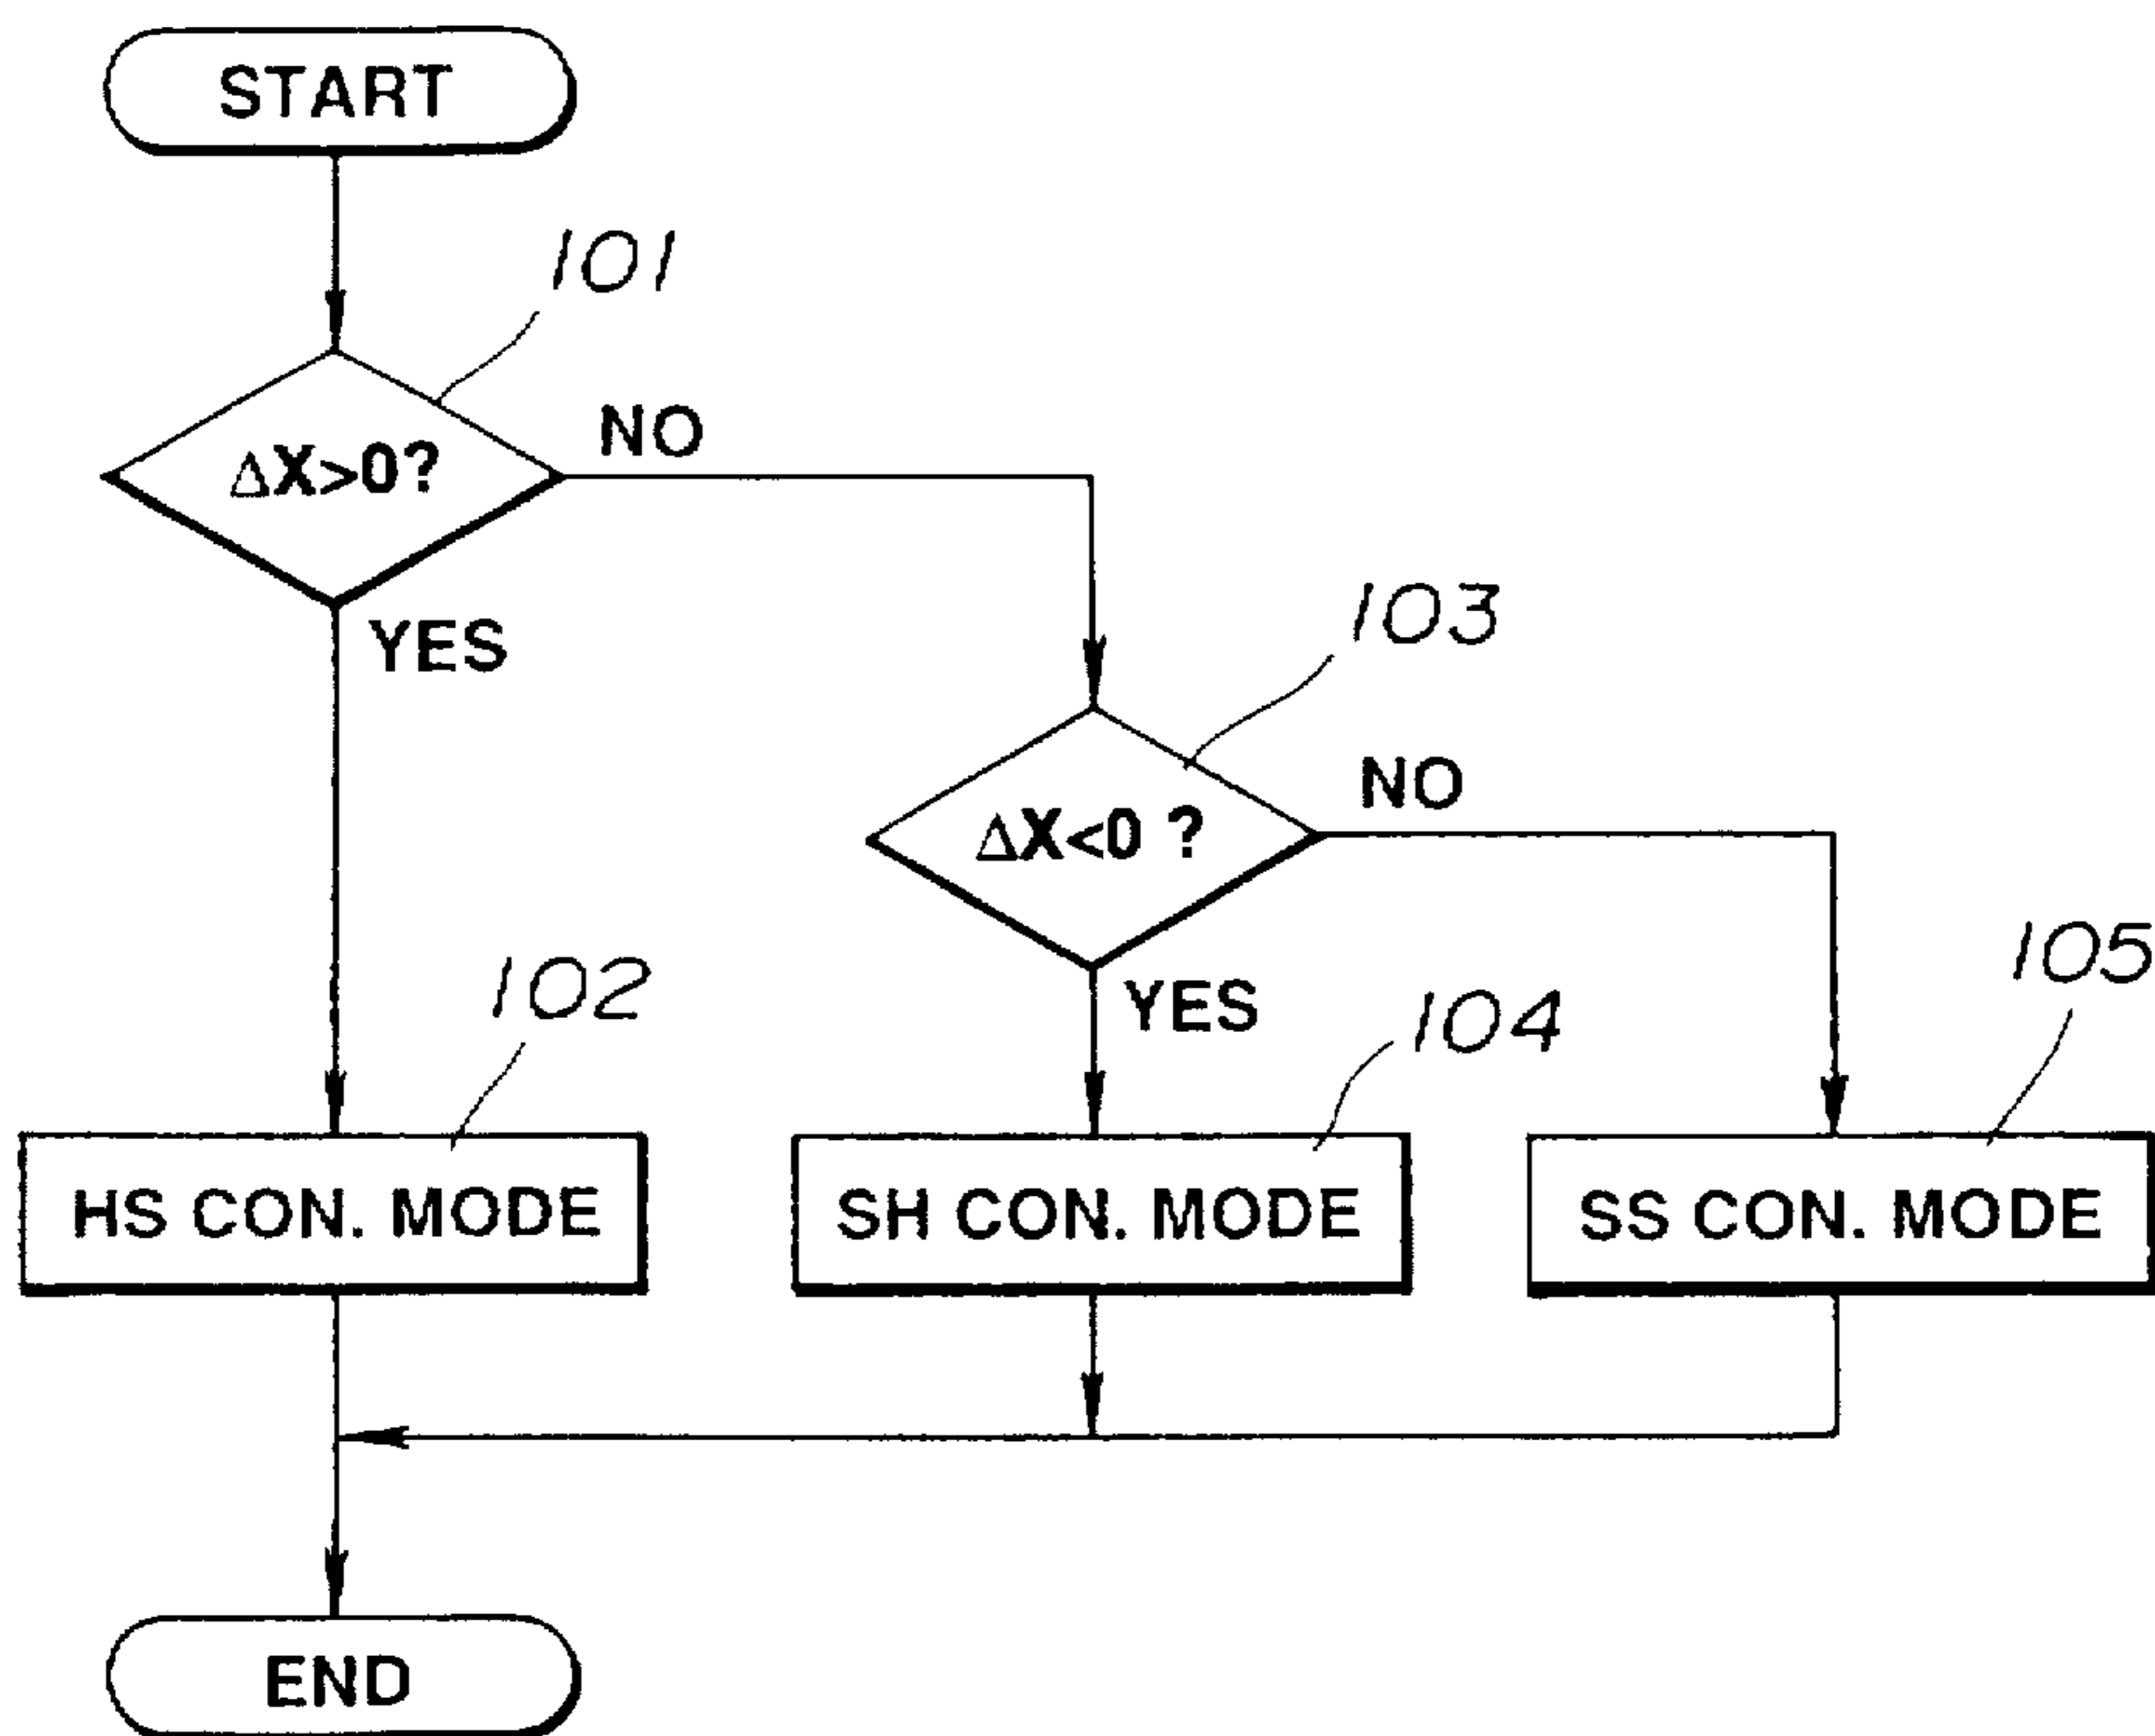 START
101
ΔX>0?
NO
YES
103
ΔX<0 ?
NO
YES
102
104
105
HS CON. MODE
SH CON. MODE
SS CON. MODE
END